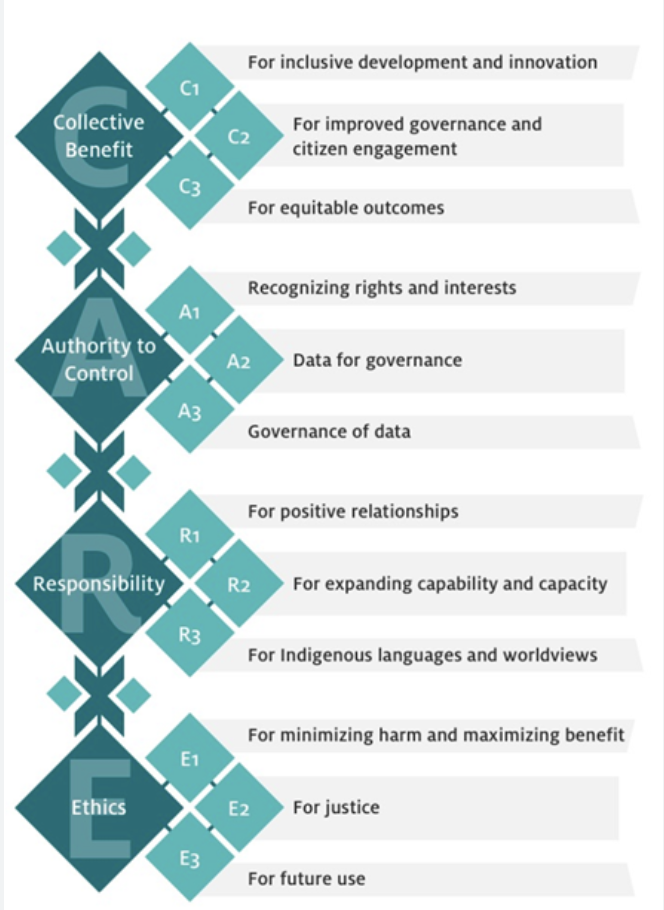 C
Collective
Benefit
C1
For inclusive development and innovation
C2
For improved governance and
citizen engagement
C3
For equitable outcomes
A
Authority to
Control
A1
Recognizing rights and interests
A2
Data for governance
A3
Governance of data
R
Responsibility
R1
For positive relationships
R2
For expanding capability and capacity
R3
For Indigenous languages and worldviews
E
Ethics
E1
For minimizing harm and maximizing benefit
E2
For justice
E3
For future use